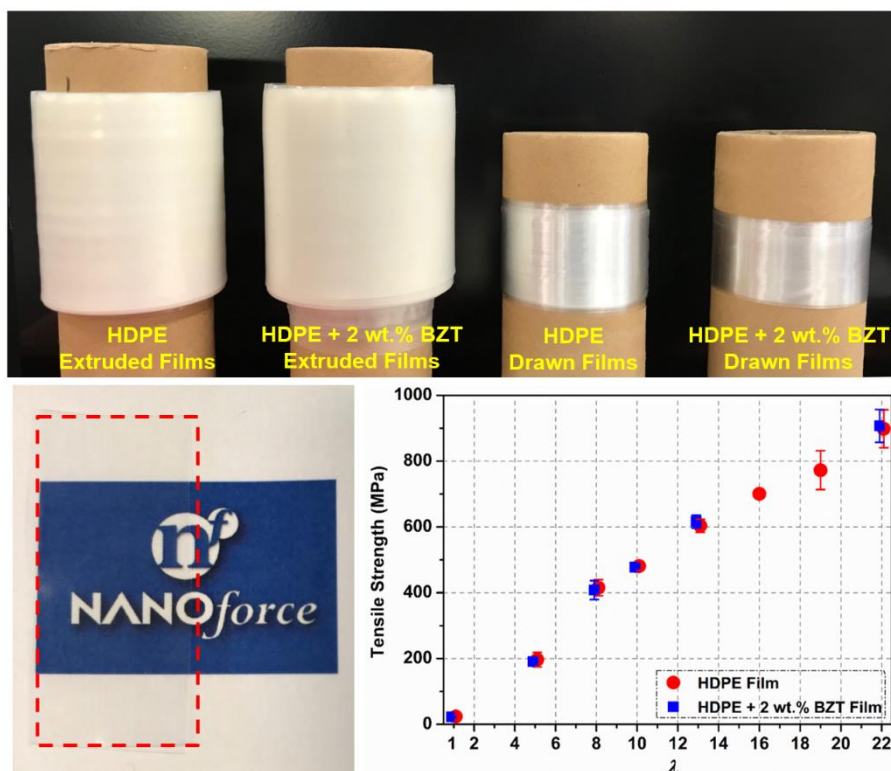 HDPE
Extruded Films
HDPE + 2 wt.% BZT
Extruded Films
HDPE
Drawn Films
HDPE + 2 wt.% BZT
Drawn Films
nf
NANOforce
Tensile Strength (MPa)
1000
800
600
400
200
0
1 2 4 6 8 10 12 14 16 18 20 22
λ
HDPE Film
HDPE + 2 wt.% BZT Film